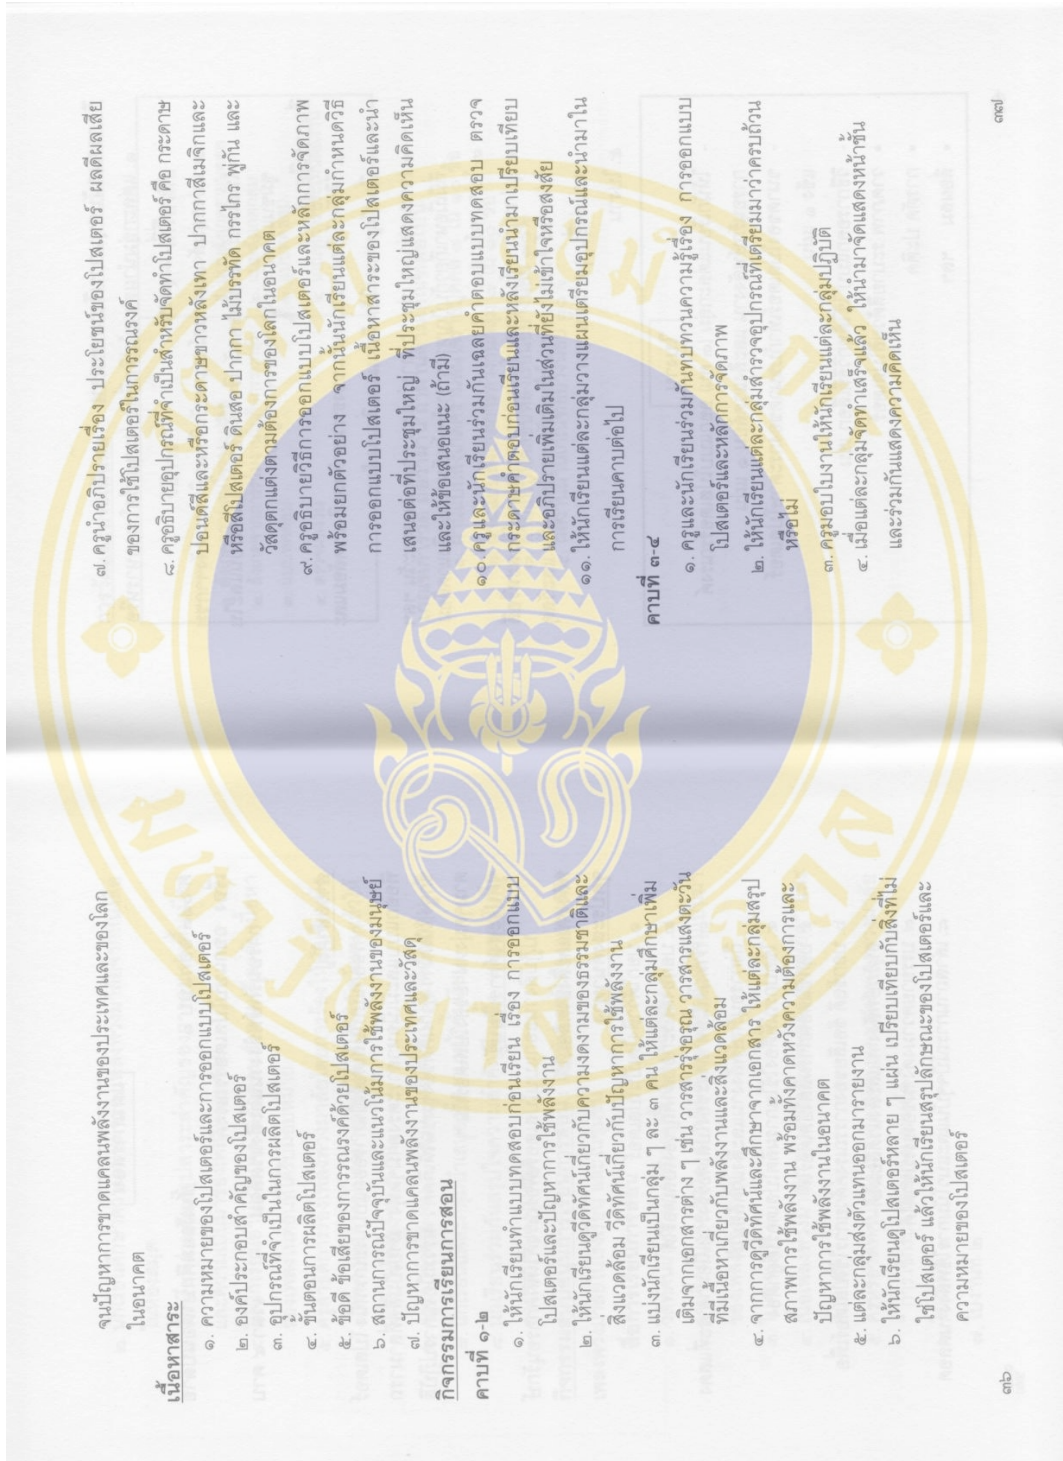 จนปัญหาการขาดแคลนพลังงานของประเทศและของโลก
ในอนาคต
เนื้อหาสาระ
๑. ความหมายของโปสเตอร์และการออกแบบโปสเตอร์
๒. องค์ประกอบสำคัญของโปสเตอร์
๓. อุปกรณ์ที่จำเป็นในการผลิตโปสเตอร์
๔. ขั้นตอนการผลิตโปสเตอร์
๕. ข้อดี ข้อเสียของการรณรงค์ด้วยโปสเตอร์
๖. สถานการณ์ปัจจุบันและแนวโน้มการใช้พลังงานของมนุษย์
๗. ปัญหาการขาดแคลนพลังงานของประเทศและวัสดุ
กิจกรรมการเรียนการสอน
คาบที่ ๑-๒
๑. ให้นักเรียนทำแบบทดสอบก่อนเรียน เรื่อง การออกแบบ
โปสเตอร์และปัญหาการใช้พลังงาน
๒. ให้นักเรียนดูวีดิทัศน์เกี่ยวกับความงดงามของธรรมชาติและ
สิ่งแวดล้อม วีดิทัศน์เกี่ยวกับปัญหาการใช้พลังงาน
๓. แบ่งนักเรียนเป็นกลุ่ม ๆ ละ ๓ คน ให้แต่ละกลุ่มศึกษาเพิ่ม
เติมจากเอกสารต่าง ๆ เช่น วารสารรุ่งอรุณ วารสารแสงตะวัน
ที่มีเนื้อหาเกี่ยวกับพลังงานและสิ่งแวดล้อม
๔. จากการดูวีดิทัศน์และศึกษาจากเอกสาร ให้แต่ละกลุ่มสรุป
สภาพการใช้พลังงาน พร้อมทั้งคาดหวังความต้องการและ
ปัญหาการใช้พลังงานในอนาคต
๕. แต่ละกลุ่มส่งตัวแทนออกมารายงาน
๖. ให้นักเรียนดูโปสเตอร์หลาย ๆ แผ่น เปรียบเทียบกับสิ่งที่ไม่
ใช่โปสเตอร์ แล้วให้นักเรียนสรุปลักษณะของโปสเตอร์และ
ความหมายของโปสเตอร์
๓๖
๗. ครูนำอภิปรายเรื่อง ประโยชน์ของโปสเตอร์ ผลดีผลเสีย
ของการใช้โปสเตอร์ในการรณรงค์
๘. ครูอธิบายอุปกรณ์ที่จำเป็นสำหรับจัดทำโปสเตอร์ คือ กระดาษ
ปอนด์สีและหรือกระดาษขาวหลังเทา ปากกาสีเมจิกและ
หรือสีโปสเตอร์ ดินสอ ปากกา ไม้บรรทัด กรรไกร พู่กัน และ
วัสดุตกแต่งตามต้องการของโลกในอนาคต
๙. ครูอธิบายวิธีการออกแบบโปสเตอร์และหลักการจัดภาพ
พร้อมยกตัวอย่าง จากนั้นนักเรียนแต่ละกลุ่มกำหนดวิธี
การออกแบบโปสเตอร์ เนื้อหาสาระของโปสเตอร์และนำ
เสนอต่อที่ประชุมใหญ่ ที่ประชุมใหญ่แสดงความคิดเห็น
และให้ข้อเสนอแนะ (ถ้ามี)
๑๐. ครูและนักเรียนร่วมกันเฉลยคำตอบแบบทดสอบ ตรวจ
กระดาษคำตอบก่อนเรียนและหลังเรียนนำมาเปรียบเทียบ
และอภิปรายเพิ่มเติมในส่วนที่ยังไม่เข้าใจหรือสงสัย
๑๑. ให้นักเรียนแต่ละกลุ่มวางแผนเตรียมอุปกรณ์และนำมาใน
การเรียนคาบต่อไป
คาบที่ ๓-๔
๑. ครูและนักเรียนร่วมกันทบทวนความรู้เรื่อง การออกแบบ
โปสเตอร์และหลักการจัดภาพ
๒. ให้นักเรียนแต่ละกลุ่มสำรวจอุปกรณ์ที่เตรียมมาว่าครบถ้วน
หรือไม่
๓. ครูมอบใบงานให้นักเรียนแต่ละกลุ่มปฏิบัติ
๔. เมื่อแต่ละกลุ่มจัดทำเสร็จแล้ว ให้นำมาจัดแสดงหน้าชั้น
และร่วมกันแสดงความคิดเห็น
๓๗
มหาวิทยาลัยมหิดล